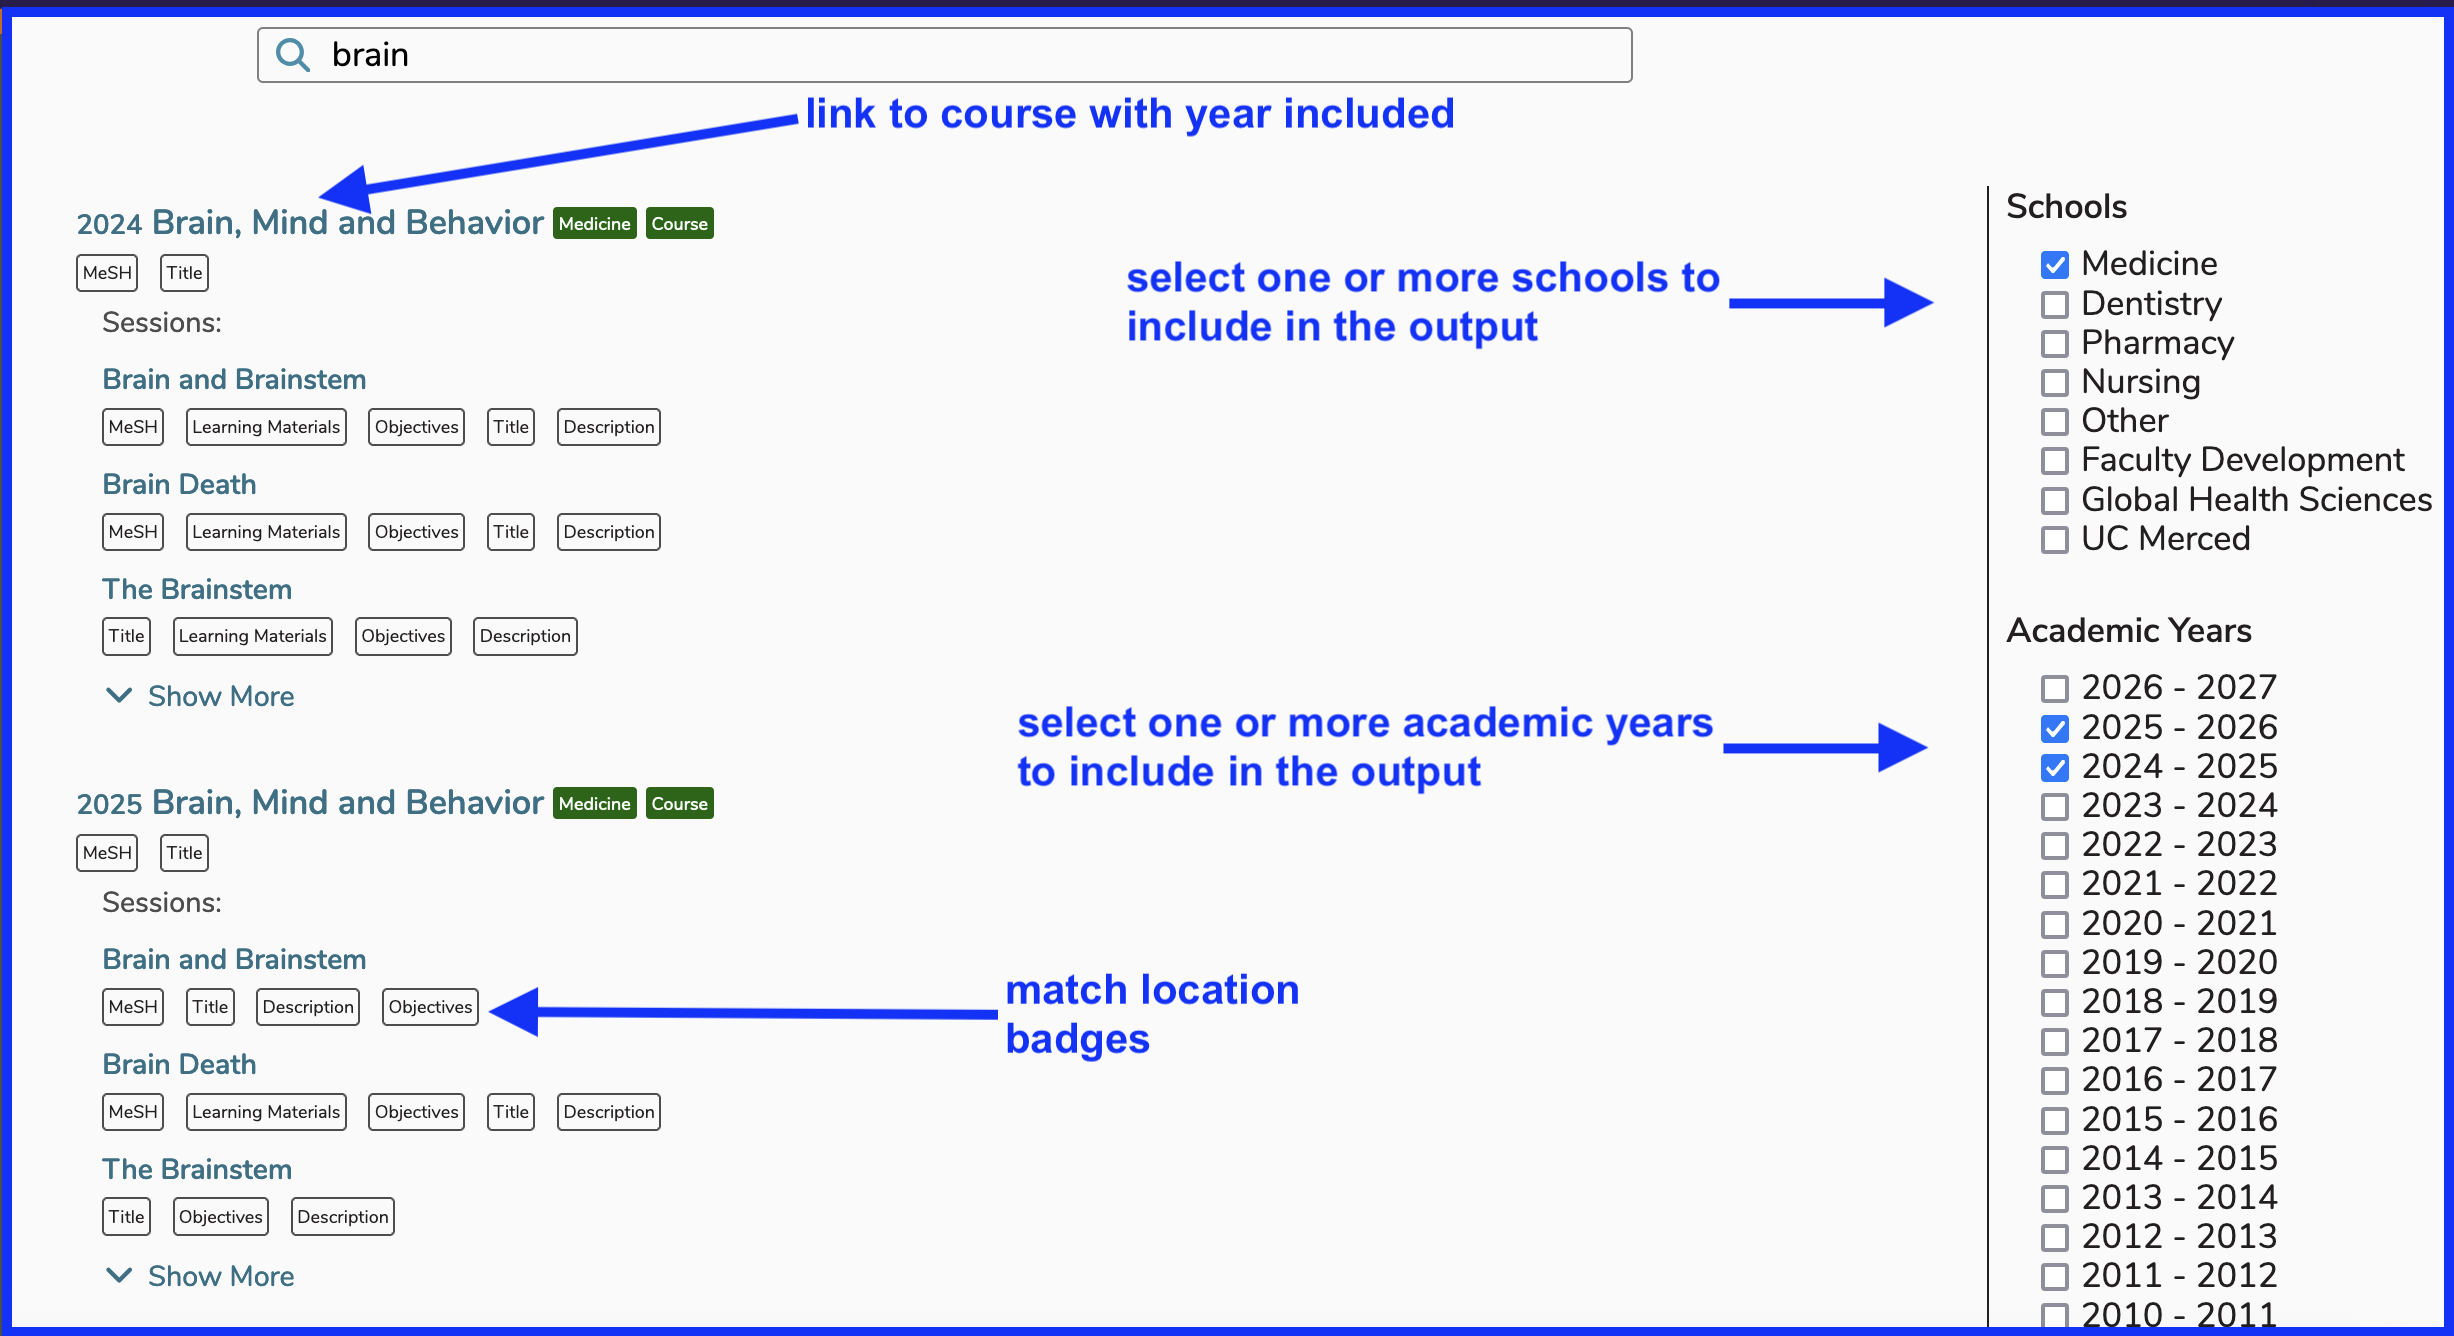 brain
link to course with year included
2024 Brain, Mind and Behavior Medicine Course
MeSH Title
Sessions:
Brain and Brainstem
MeSH Learning Materials Objectives Title Description
Brain Death
MeSH Learning Materials Objectives Title Description
The Brainstem
Title Learning Materials Objectives Description
Show More
2025 Brain, Mind and Behavior Medicine Course
MeSH Title
Sessions:
Brain and Brainstem
MeSH Title Description Objectives
Brain Death
MeSH Learning Materials Objectives Title Description
The Brainstem
Title Objectives Description
Show More
select one or more schools to
include in the output
select one or more academic years
to include in the output
match location
badges
Schools
Medicine
Dentistry
Pharmacy
Nursing
Other
Faculty Development
Global Health Sciences
UC Merced
Academic Years
2026 - 2027
2025 - 2026
2024 - 2025
2023 - 2024
2022 - 2023
2021 - 2022
2020 - 2021
2019 - 2020
2018 - 2019
2017 - 2018
2016 - 2017
2015 - 2016
2014 - 2015
2013 - 2014
2012 - 2013
2011 - 2012
2010 - 2011